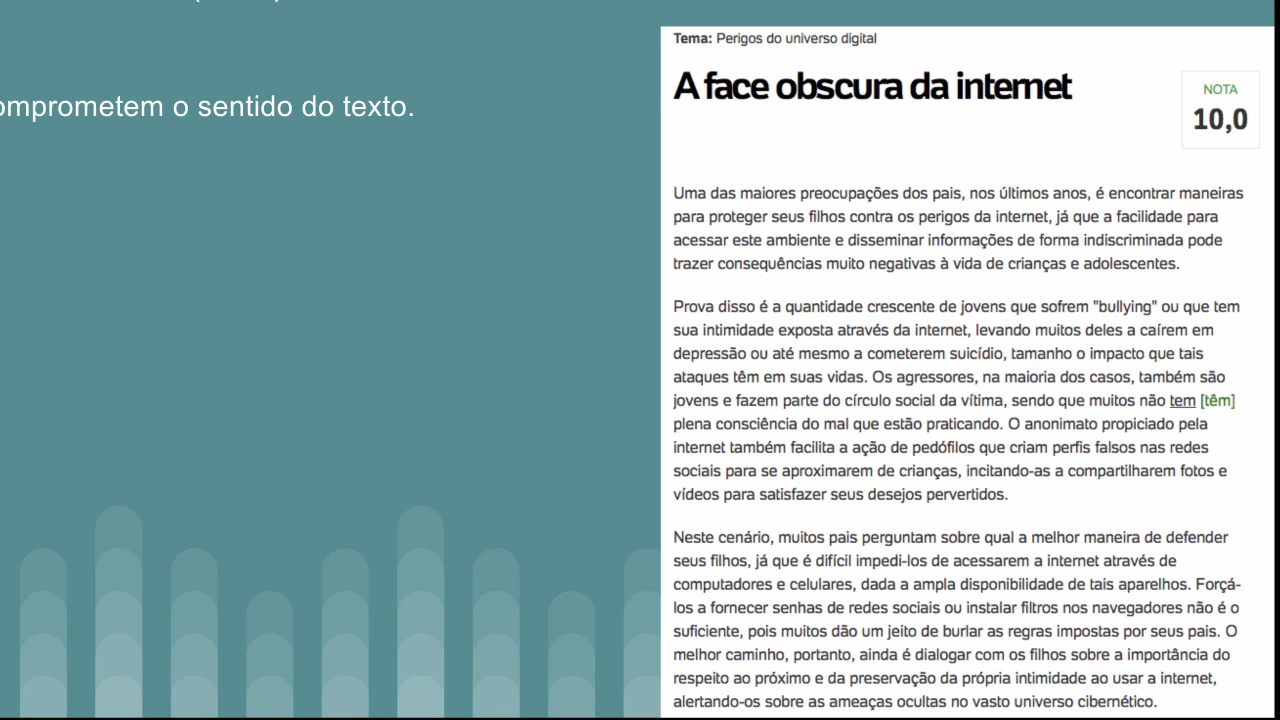 omprometem o sentido do texto.
Tema: Perigos do universo digital
A face obscura da internet
NOTA
10,0
Uma das maiores preocupações dos pais, nos últimos anos, é encontrar maneiras
para proteger seus filhos contra os perigos da internet, já que a facilidade para
acessar este ambiente e disseminar informações de forma indiscriminada pode
trazer consequências muito negativas à vida de crianças e adolescentes.
Prova disso é a quantidade crescente de jovens que sofrem "bullying" ou que tem
sua intimidade exposta através da internet, levando muitos deles a caírem em
depressão ou até mesmo a cometerem suicídio, tamanho o impacto que tais
ataques têm em suas vidas. Os agressores, na maioria dos casos, também são
jovens e fazem parte do círculo social da vítima, sendo que muitos não tem [têm]
plena consciência do mal que estão praticando. O anonimato propiciado pela
internet também facilita a ação de pedófilos que criam perfis falsos nas redes
sociais para se aproximarem de crianças, incitando-as a compartilharem fotos e
vídeos para satisfazer seus desejos pervertidos.
Neste cenário, muitos pais perguntam sobre qual a melhor maneira de defender
seus filhos, já que é difícil impedi-los de acessarem a internet através de
computadores e celulares, dada a ampla disponibilidade de tais aparelhos. Forçá-
los a fornecer senhas de redes sociais ou instalar filtros nos navegadores não é o
suficiente, pois muitos dão um jeito de burlar as regras impostas por seus pais. O
melhor caminho, portanto, ainda é dialogar com os filhos sobre a importância do
respeito ao próximo e da preservação da própria intimidade ao usar a internet,
alertando-os sobre as ameaças ocultas no vasto universo cibernético.